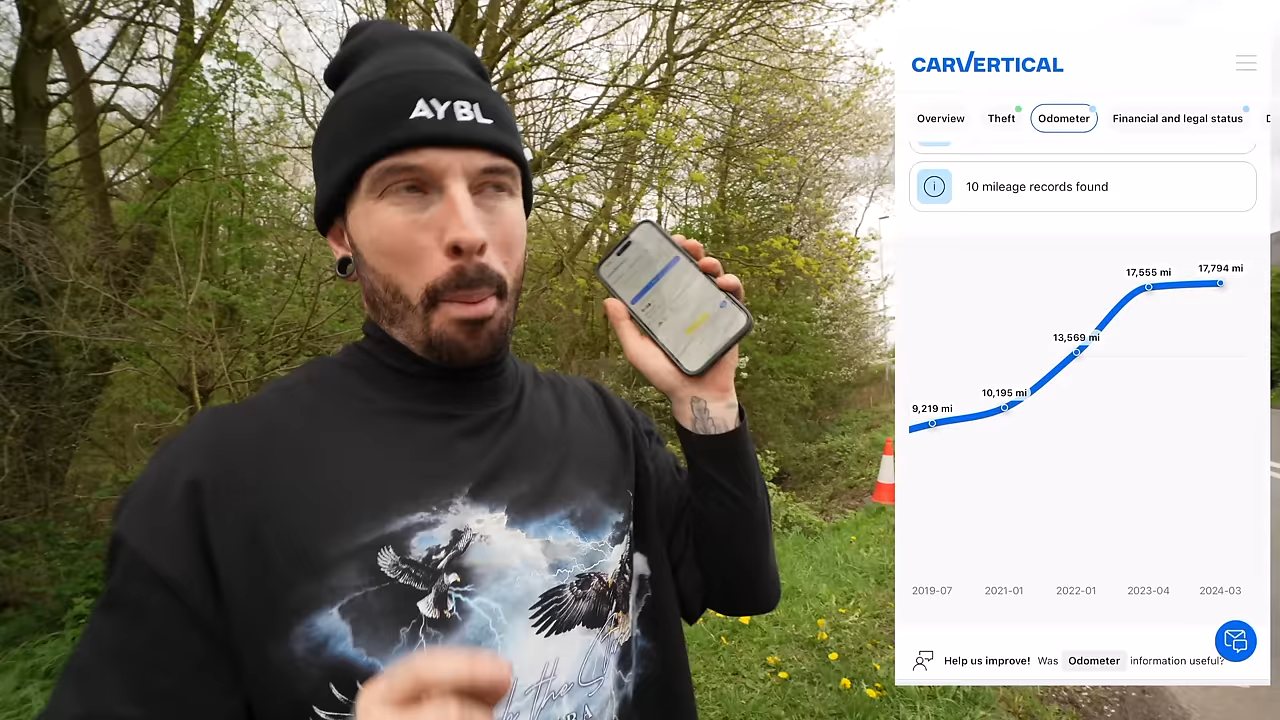 AYBL
CARVERTICAL
Overview Theft Odometer Financial and legal status
10 mileage records found
17,555 mi 17,794 mi
13,569 mi
10,195 mi
9,219 mi
2019-07 2021-01 2022-01 2023-04 2024-03
Help us improve! Was Odometer information useful?
the